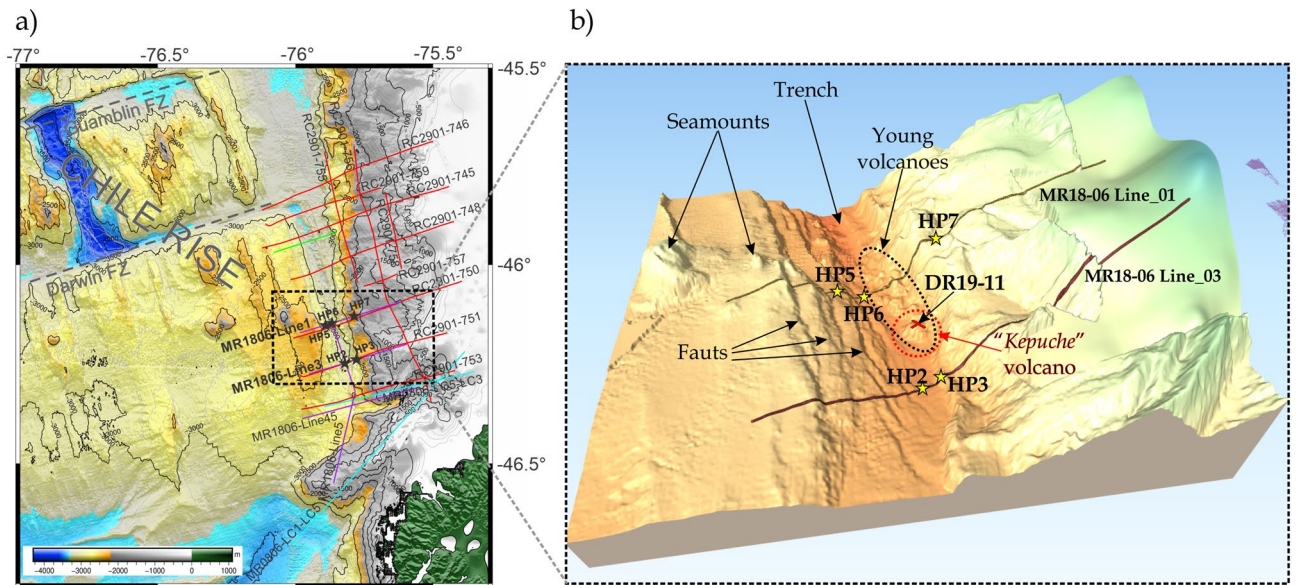 a)
-77°
-76.5°
-76°
-75.5°
-45.5°
-46°
-46.5°
Guamblin FZ
CHILE RISE
Darwin FZ
RC2901-755
RC2901-746
RC2901-759
RC2901-745
RC2901-748
RC2901-757
RC2901-750
RC2901-751
RC2901-753
MR1806-Line1
HP6
HP7
HP5
MR1806-Line3
HP2
HP3
MR1806-Line45
MR0806-LC1-LC5
-4000
-3000
-2000
-1000
0
1000
m
b)
Trench
Seamounts
Young
volcanoes
MR18-06 Line_01
HP7
MR18-06 Line_03
HP5
DR19-11
HP6
Fauts
"Kepuche"
volcano
HP2
HP3